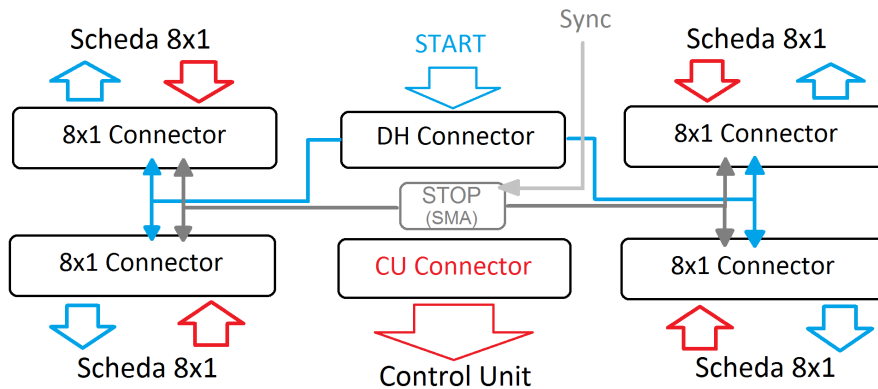 Scheda 8x1
START
Sync
Scheda 8x1
8x1 Connector
DH Connector
8x1 Connector
STOP
(SMA)
8x1 Connector
CU Connector
8x1 Connector
Scheda 8x1
Control Unit
Scheda 8x1